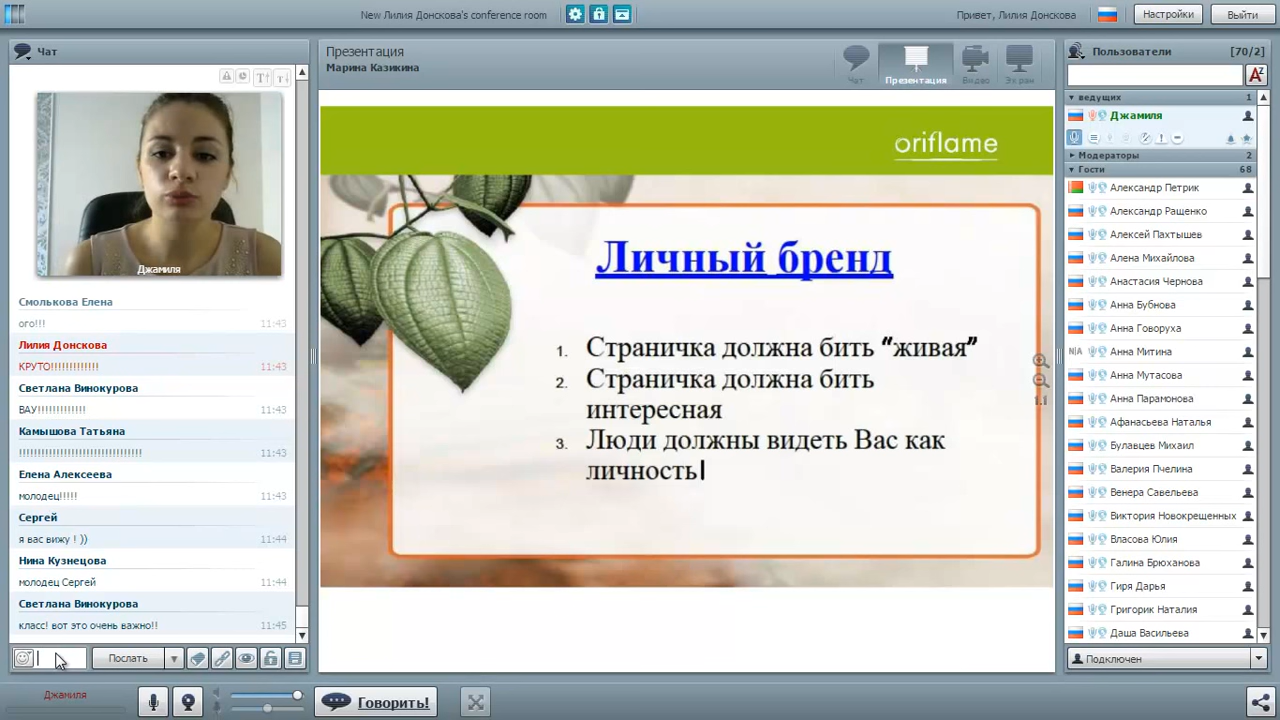 New Лилия Донскова's conference room
Привет, Лилия Донскова
Настройки
Выйти
Чат
Джамиля
Смолькова Елена
ого!!!
11:43
Лилия Донскова
КРУТО!!!!!!!!!!!!!
11:43
Светлана Винокурова
ВАУ!!!!!!!!!!!!!
11:43
Камышова Татьяна
!!!!!!!!!!!!!!!!!!!!!!!!!!!!!!!!!
11:43
Елена Алексеева
молодец!!!!!
11:43
Сергей
я вас вижу ! ))
11:44
Нина Кузнецова
молодец Сергей
11:44
Светлана Винокурова
класс! вот это очень важно!!
11:45
Послать
Презентация
Марина Казикина
Чат
Презентация
Видео
Экран
oriflame
Личный бренд
1. Страничка должна бить “живая”
2. Страничка должна бить
интересная
3. Люди должны видеть Вас как
личность
1:1
Пользователи
[70/2]
ведущих 1
Джамиля
Модераторы 2
Гости 68
Александр Петрик
Александр Ращенко
Алексей Пахтышев
Алена Михайлова
Анастасия Чернова
Анна Бубнова
Анна Говоруха
N/A Анна Митина
Анна Мутасова
Анна Парамонова
Афанасьева Наталья
Булавцев Михаил
Валерия Пчелина
Венера Савельева
Виктория Новокрещенных
Власова Юлия
Галина Брюханова
Гиря Дарья
Григорик Наталия
Даша Васильева
Подключен
Джамиля
Говорить!